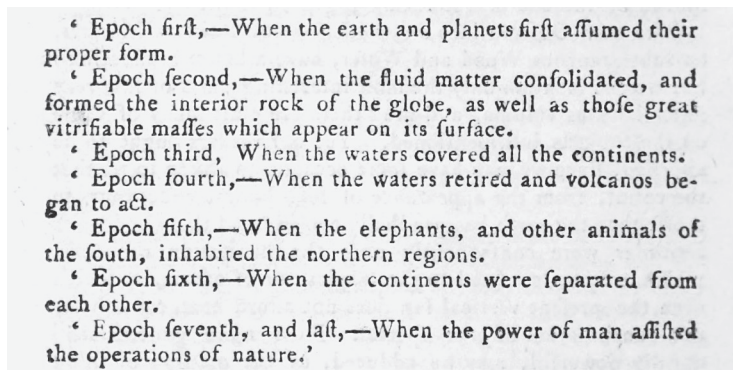 ‘ Epoch firſt,—When the earth and planets firſt aſſumed their
proper form.
‘ Epoch ſecond,—When the fluid matter conſolidated, and
formed the interior rock of the globe, as well as thoſe great
vitrifiable maſſes which appear on its ſurface.
‘ Epoch third, When the waters covered all the continents.
‘ Epoch fourth,—When the waters retired and volcanos be-
gan to act.
‘ Epoch fifth,—When the elephants, and other animals of
the ſouth, inhabited the northern regions.
‘ Epoch ſixth,—When the continents were ſeparated from
each other.
‘ Epoch ſeventh, and laſt,—When the power of man aſſiſted
the operations of nature.’